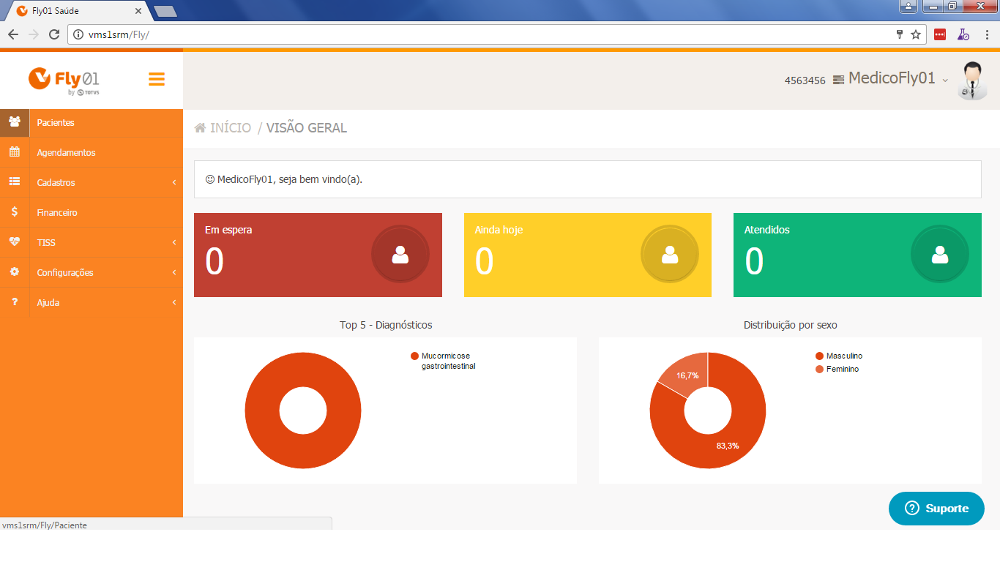 Fly01 Saúde
vms1srm/Fly/
Fly01
by TOTVS
4563456 MedicoFly01
Pacientes
Agendamentos
Cadastros
Financeiro
TISS
Configurações
Ajuda
INÍCIO / VISÃO GERAL
MedicoFly01, seja bem vindo(a).
Em espera
0
Ainda hoje
0
Atendidos
0
Top 5 - Diagnósticos
Mucormicose
gastrointestinal
Distribuição por sexo
Masculino
Feminino
16,7%
83,3%
Suporte
vms1srm/Fly/Paciente